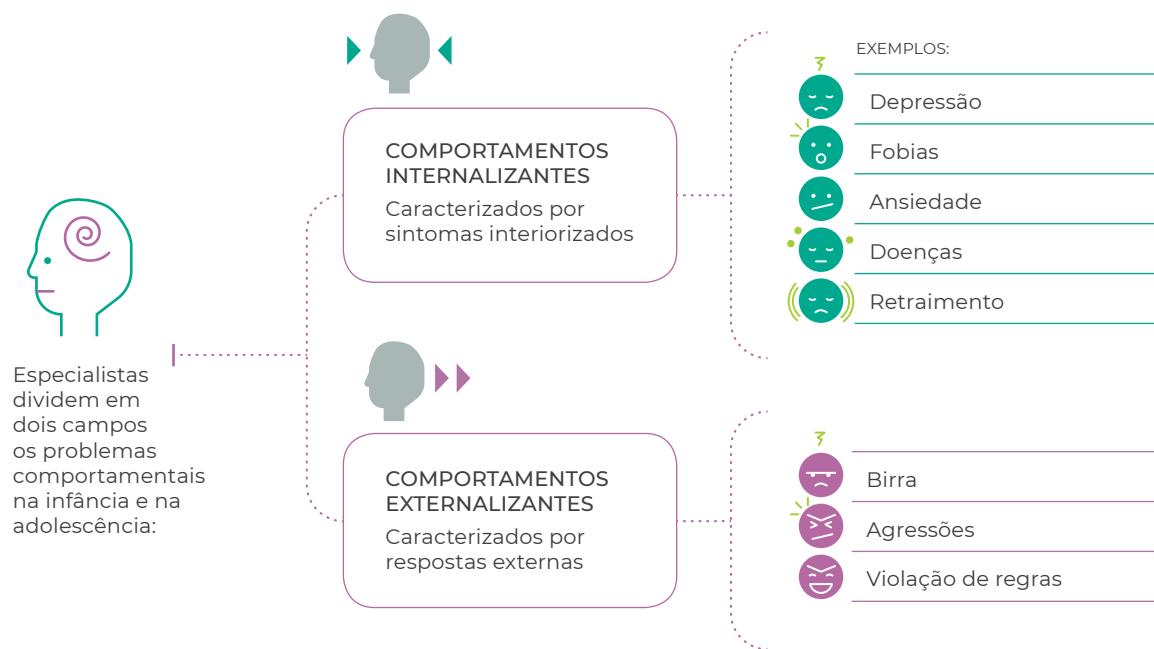 Especialistas
dividem em
dois campos
os problemas
comportamentais
na infância e na
adolescência:
COMPORTAMENTOS
INTERNALIZANTES
Caracterizados por
sintomas interiorizados
EXEMPLOS:
Depressão
Fobias
Ansiedade
Doenças
Retraimento
COMPORTAMENTOS
EXTERNALIZANTES
Caracterizados por
respostas externas
Birra
Agressões
Violação de regras